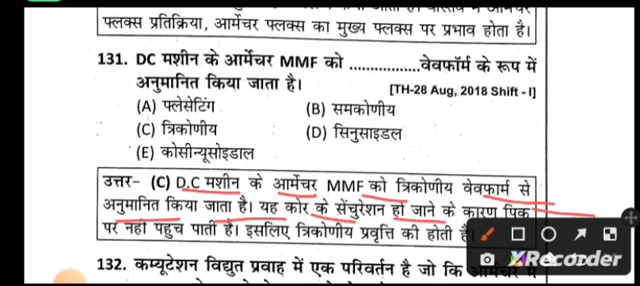 फ्लक्स प्रतिक्रिया, आर्मेचर फ्लक्स का मुख्य फ्लक्स पर प्रभाव होता है।
131. DC मशीन के आर्मेचर MMF को ..................वेवफॉर्म के रूप में
अनुमानित किया जाता है।
[TH-28 Aug, 2018 Shift - I]
(A) फ्लेसेटिंग (B) समकोणीय
(C) त्रिकोणीय (D) सिनुसाइडल
(E) कोसीन्यूसोइडाल
उत्तर– (C) D.C मशीन के आर्मेचर MMF को त्रिकोणीय वेवफार्म से
अनुमानित किया जाता है। यह कोर के सेंचुरेशन हो जाने के कारण पिक
पर नही पहुच पाती है। इसलिए त्रिकोणीय प्रवृत्ति की होती है।
XRecorder
132. कम्यूटेशन विद्युत प्रवाह में एक परिवर्तन है जो कि आर्मेचर में